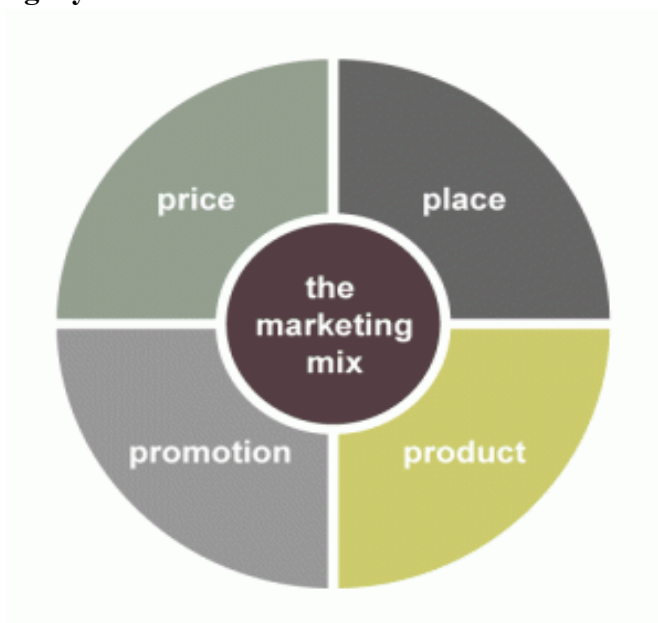 price
place
the
marketing
mix
promotion
product